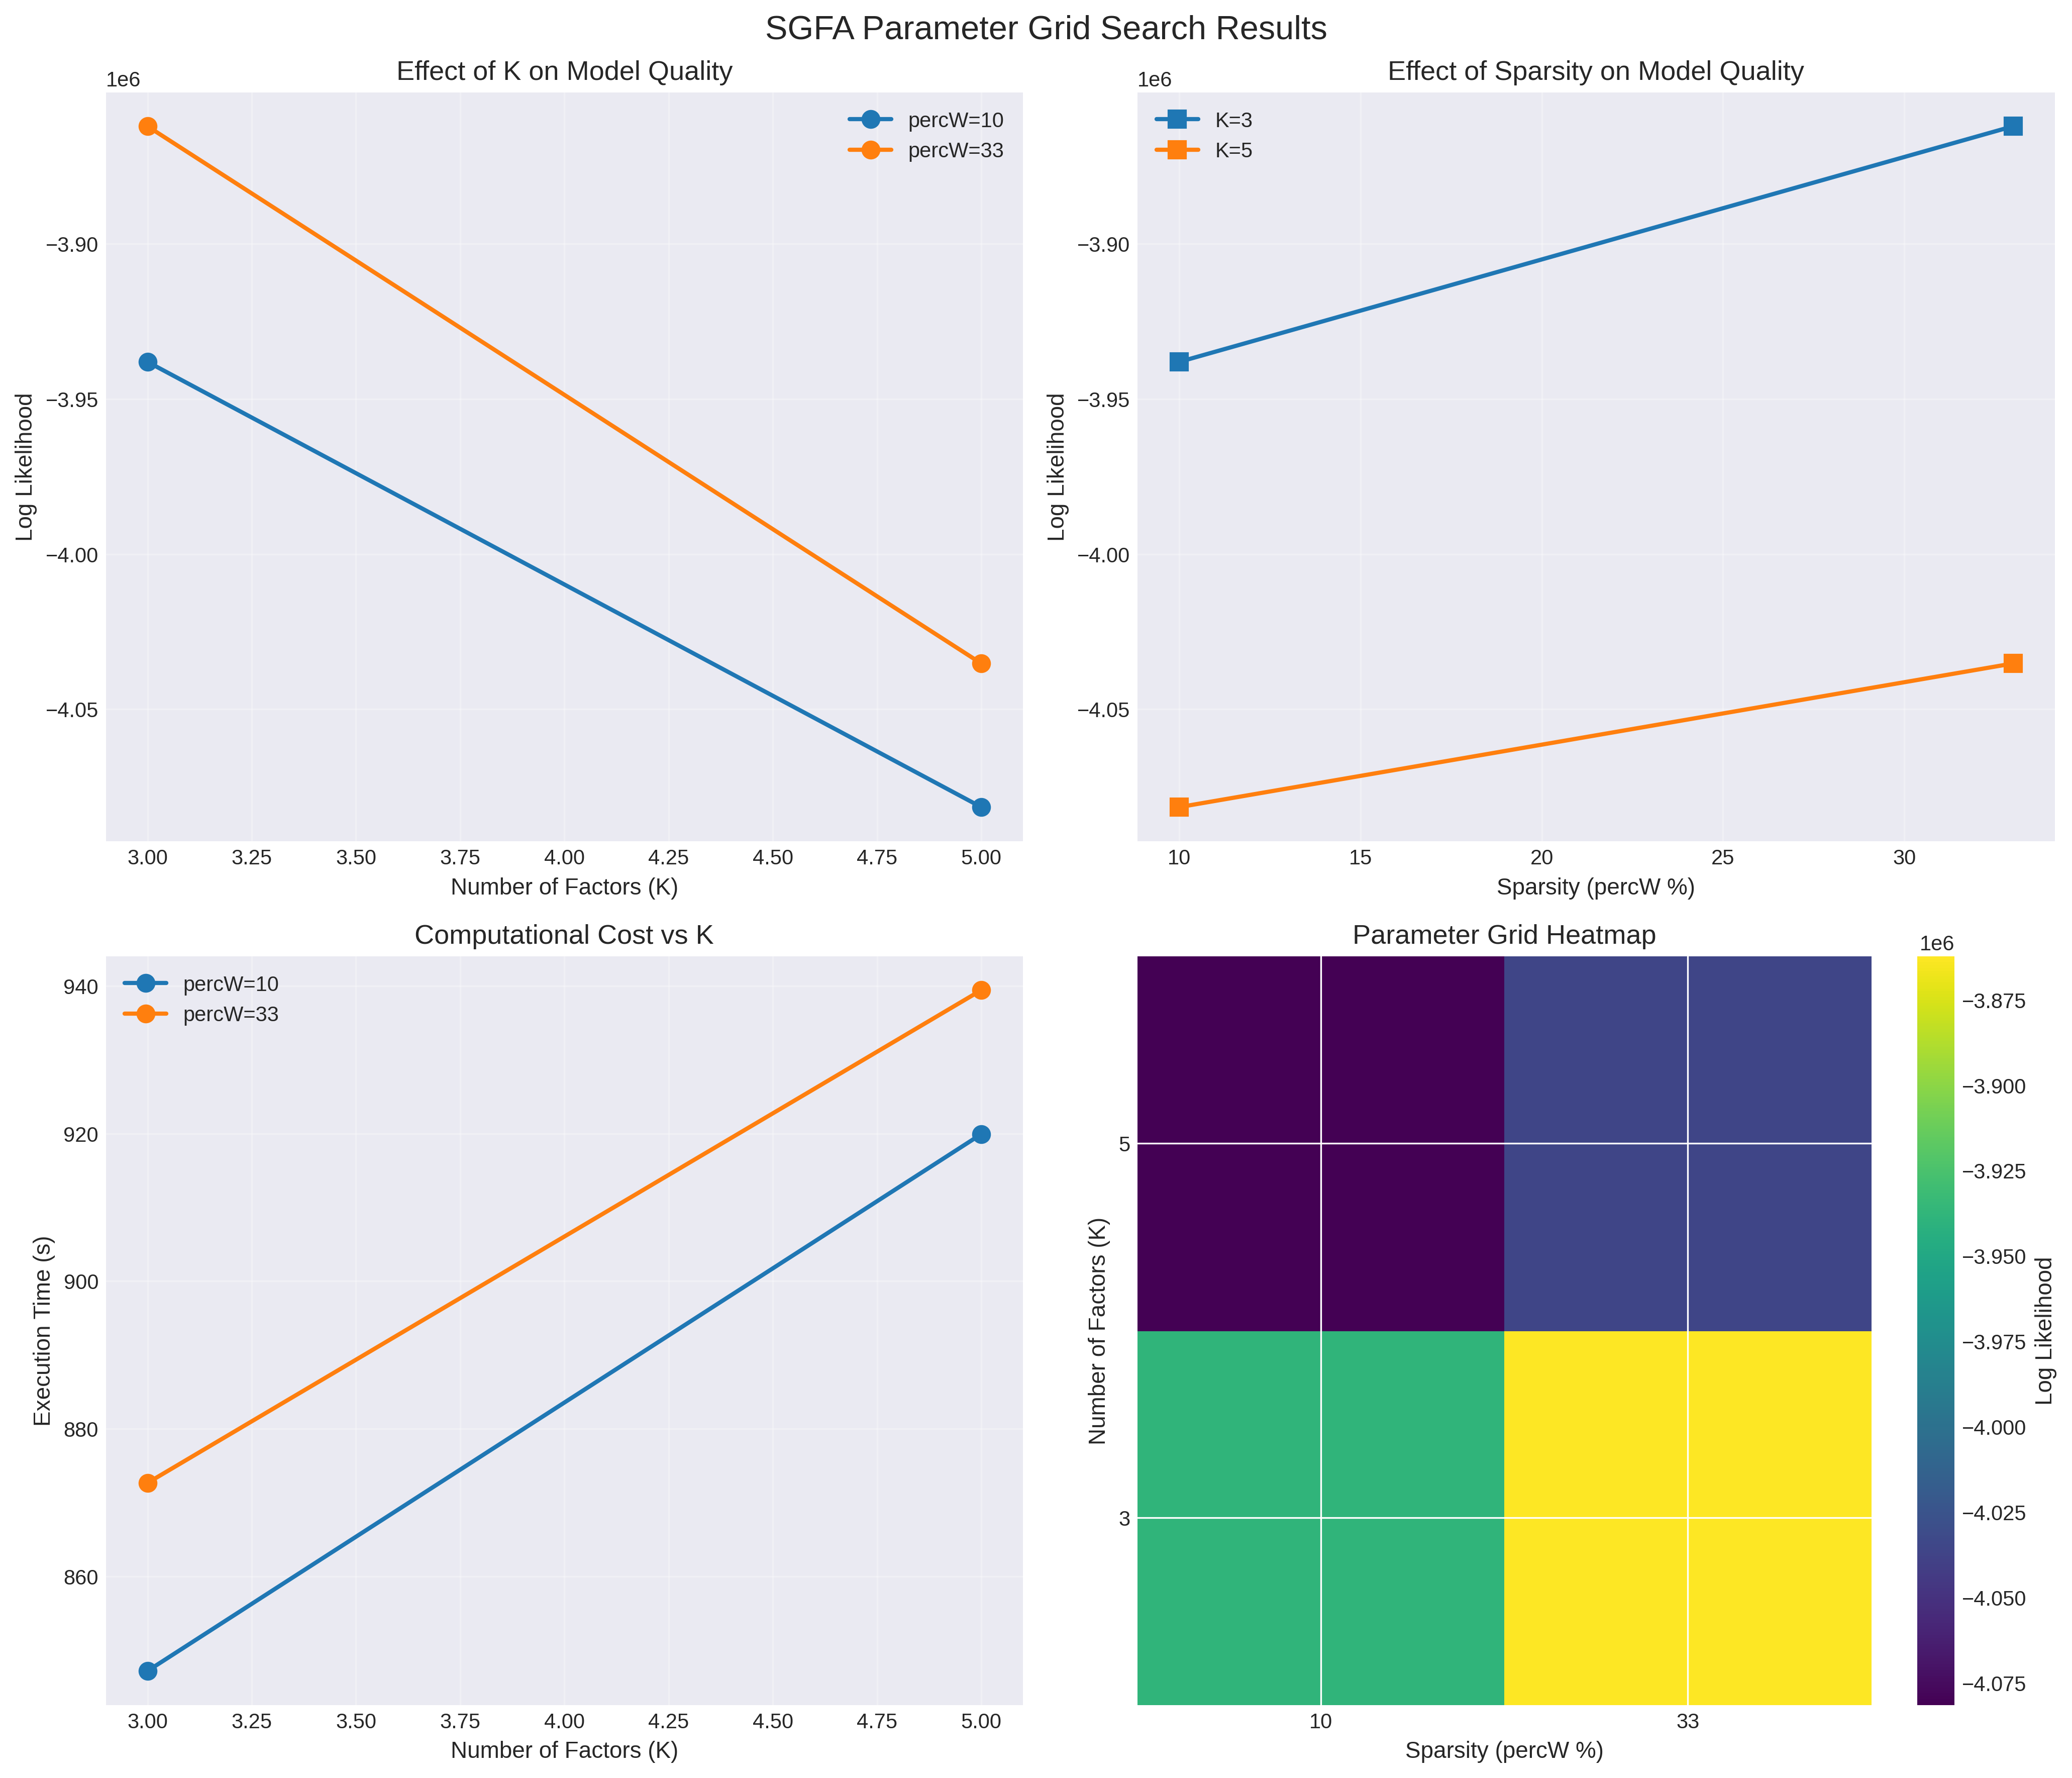 SGFA Parameter Grid Search Results
Effect of K on Model Quality
1e6
percW=10
percW=33
−3.90
−3.95
−4.00
−4.05
Log Likelihood
3.00 3.25 3.50 3.75 4.00 4.25 4.50 4.75 5.00
Number of Factors (K)
Effect of Sparsity on Model Quality
1e6
K=3
K=5
−3.90
−3.95
−4.00
−4.05
Log Likelihood
10 15 20 25 30
Sparsity (percW %)
Computational Cost vs K
percW=10
percW=33
940
920
900
880
860
Execution Time (s)
3.00 3.25 3.50 3.75 4.00 4.25 4.50 4.75 5.00
Number of Factors (K)
Parameter Grid Heatmap
5
3
Number of Factors (K)
10 33
Sparsity (percW %)
1e6
−3.875
−3.900
−3.925
−3.950
−3.975
−4.000
−4.025
−4.050
−4.075
Log Likelihood